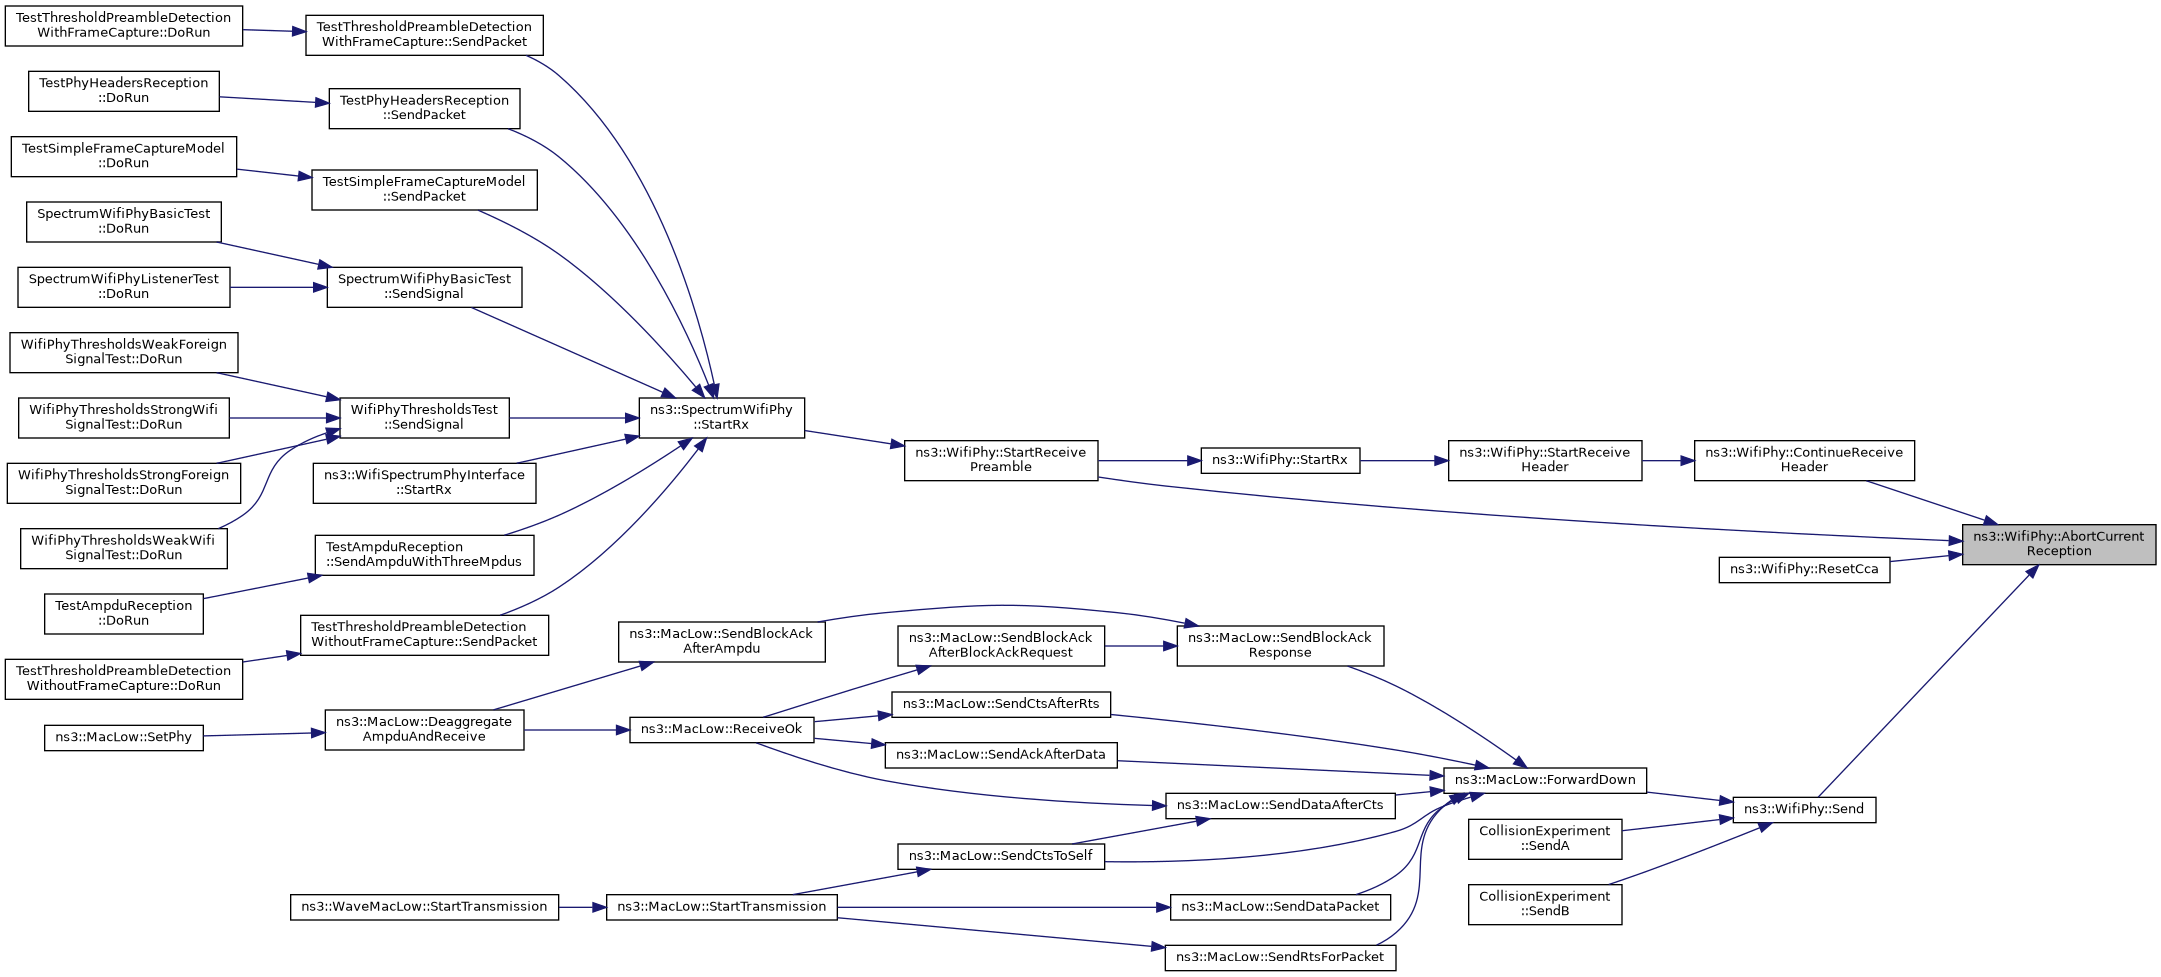 TestThresholdPreambleDetection
WithFrameCapture::DoRun
TestPhyHeadersReception
::DoRun
TestSimpleFrameCaptureModel
::DoRun
SpectrumWifiPhyBasicTest
::DoRun
SpectrumWifiPhyListenerTest
::DoRun
WifiPhyThresholdsWeakForeign
SignalTest::DoRun
WifiPhyThresholdsStrongWifi
SignalTest::DoRun
WifiPhyThresholdsStrongForeign
SignalTest::DoRun
WifiPhyThresholdsWeakWifi
SignalTest::DoRun
TestAmpduReception
::DoRun
TestThresholdPreambleDetection
WithoutFrameCapture::DoRun
ns3::MacLow::SetPhy
TestThresholdPreambleDetection
WithFrameCapture::SendPacket
TestPhyHeadersReception
::SendPacket
TestSimpleFrameCaptureModel
::SendPacket
SpectrumWifiPhyBasicTest
::SendSignal
WifiPhyThresholdsTest
::SendSignal
ns3::WifiSpectrumPhyInterface
::StartRx
TestAmpduReception
::SendAmpduWithThreeMpdus
TestThresholdPreambleDetection
WithoutFrameCapture::SendPacket
ns3::MacLow::Deaggregate
AmpduAndReceive
ns3::WaveMacLow::StartTransmission
ns3::SpectrumWifiPhy
::StartRx
ns3::MacLow::SendBlockAck
AfterAmpdu
ns3::MacLow::ReceiveOk
ns3::MacLow::StartTransmission
ns3::WifiPhy::StartReceive
Preamble
ns3::MacLow::SendBlockAck
AfterBlockAckRequest
ns3::MacLow::SendCtsAfterRts
ns3::MacLow::SendAckAfterData
ns3::MacLow::SendCtsToSelf
ns3::WifiPhy::StartRx
ns3::MacLow::SendBlockAck
Response
ns3::MacLow::SendDataAfterCts
ns3::MacLow::SendDataPacket
ns3::MacLow::SendRtsForPacket
ns3::WifiPhy::StartReceive
Header
ns3::MacLow::ForwardDown
CollisionExperiment
::SendA
CollisionExperiment
::SendB
ns3::WifiPhy::ContinueReceive
Header
ns3::WifiPhy::ResetCca
ns3::WifiPhy::Send
ns3::WifiPhy::AbortCurrent
Reception